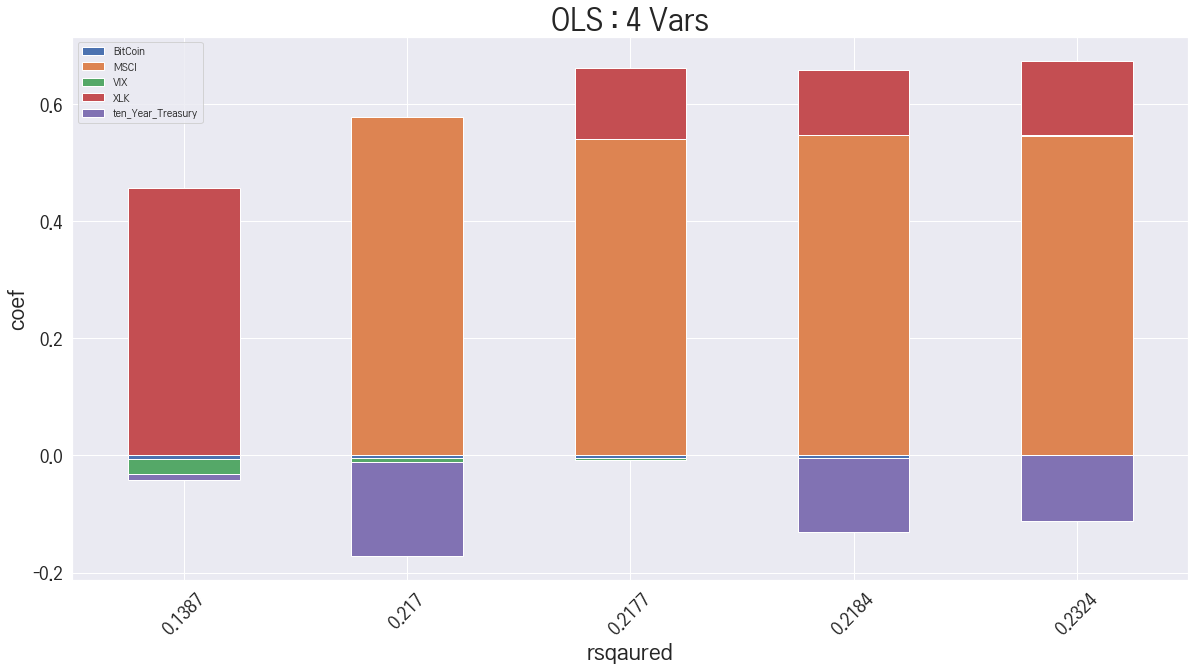 OLS : 4 Vars
BitCoin
MSCI
VIX
XLK
ten_Year_Treasury
coef
0.6
0.4
0.2
0.0
-0.2
0.1387
0.217
0.2177
0.2184
0.2324
rsqaured